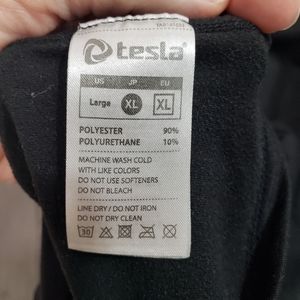 tesla
US JP EU
Large XL XL
POLYESTER 90%
POLYURETHANE 10%
MACHINE WASH COLD
WITH LIKE COLORS
DO NOT USE SOFTENERS
DO NOT BLEACH
LINE DRY / DO NOT IRON
DO NOT DRY CLEAN
30